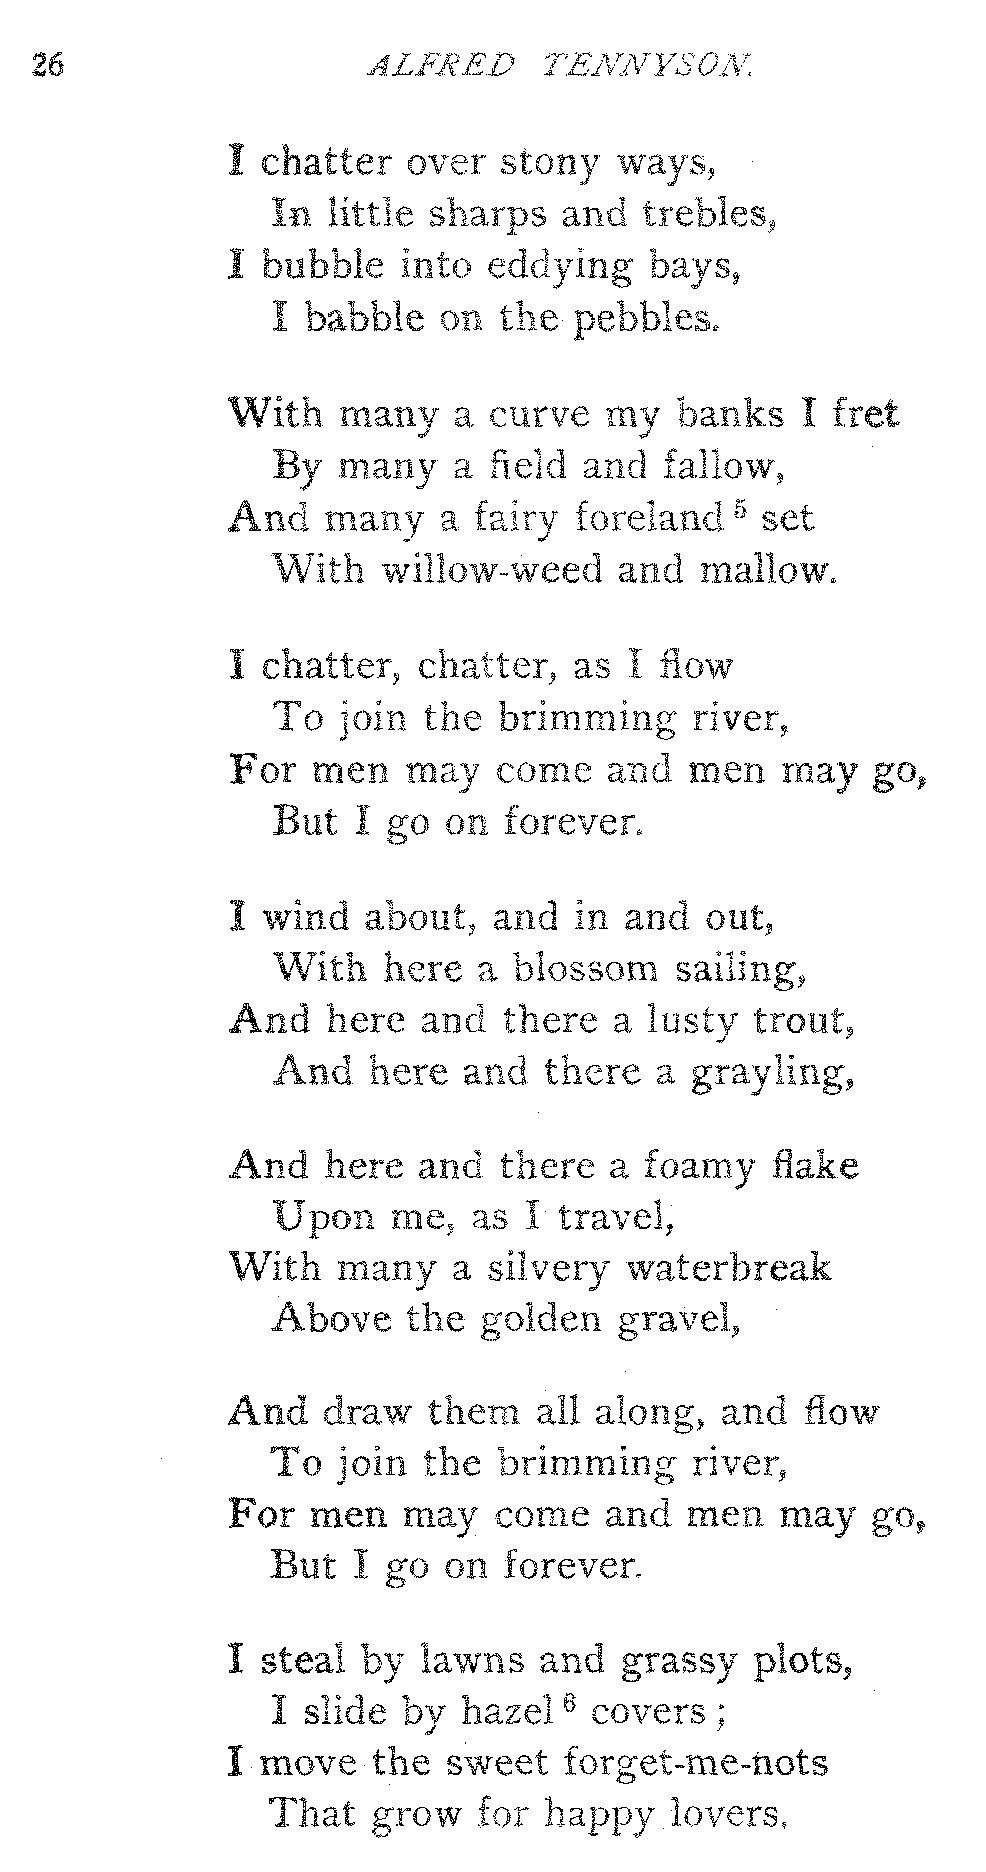 26 ALFRED TENNYSON.
I chatter over stony ways,
In little sharps and trebles,
I bubble into eddying bays,
I babble on the pebbles.
With many a curve my banks I fret
By many a field and fallow,
And many a fairy foreland ⁵ set
With willow-weed and mallow.
I chatter, chatter, as I flow
To join the brimming river,
For men may come and men may go,
But I go on forever.
I wind about, and in and out,
With here a blossom sailing,
And here and there a lusty trout,
And here and there a grayling,
And here and there a foamy flake
Upon me, as I travel,
With many a silvery waterbreak
Above the golden gravel,
And draw them all along, and flow
To join the brimming river,
For men may come and men may go,
But I go on forever.
I steal by lawns and grassy plots,
I slide by hazel ⁶ covers ;
I move the sweet forget-me-nots
That grow for happy lovers.